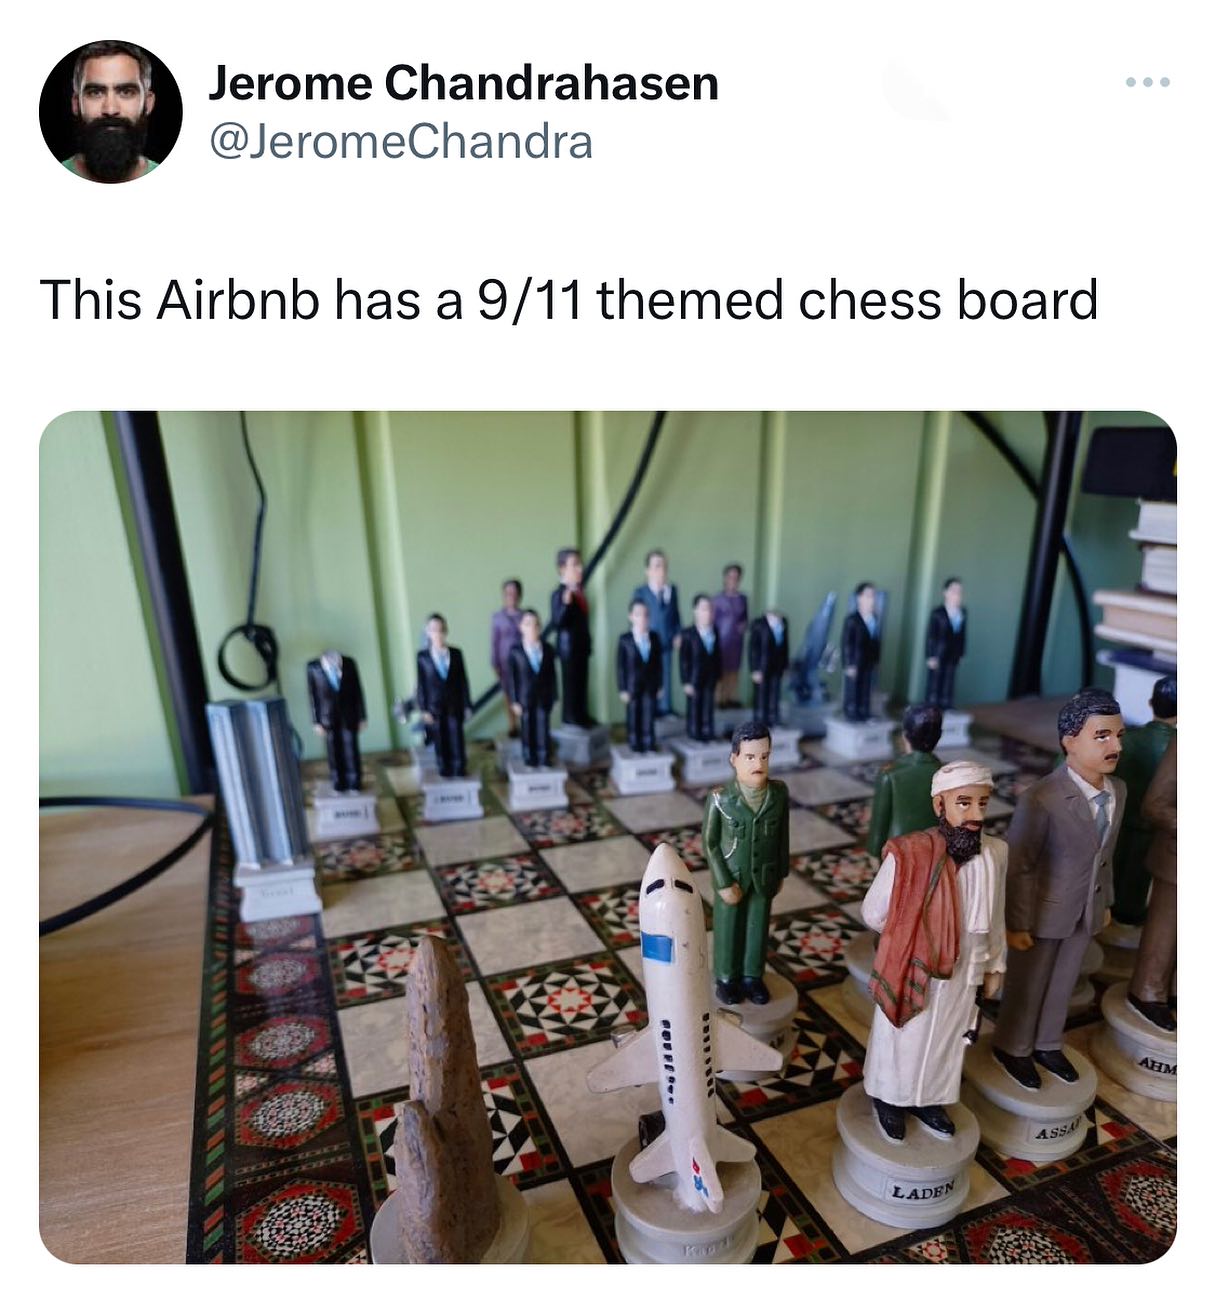 Jerome Chandrahasen
@JeromeChandra
This Airbnb has a 9/11 themed chess board
LADEN
ASSA
AHM